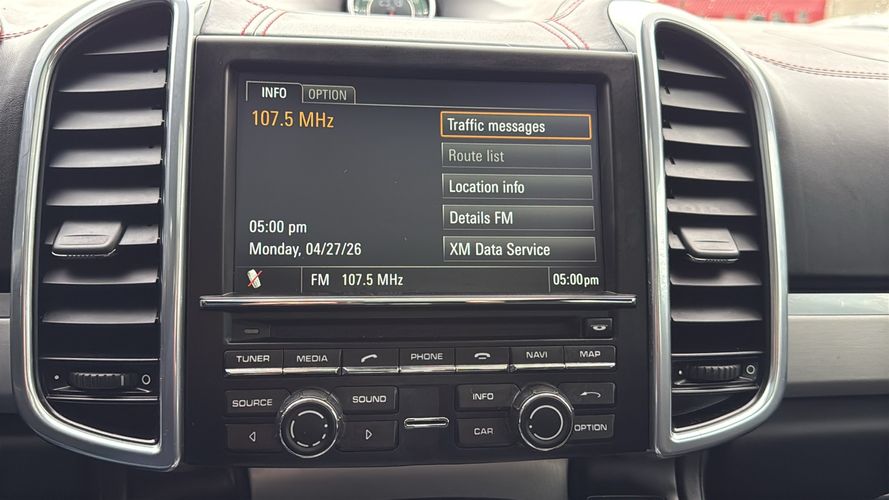 INFO OPTION
107.5 MHz
Traffic messages
Route list
Location info
Details FM
XM Data Service
05:00 pm
Monday, 04/27/26
FM 107.5 MHz 05:00pm
TUNER MEDIA PHONE NAVI MAP
SOURCE SOUND INFO
CAR OPTION